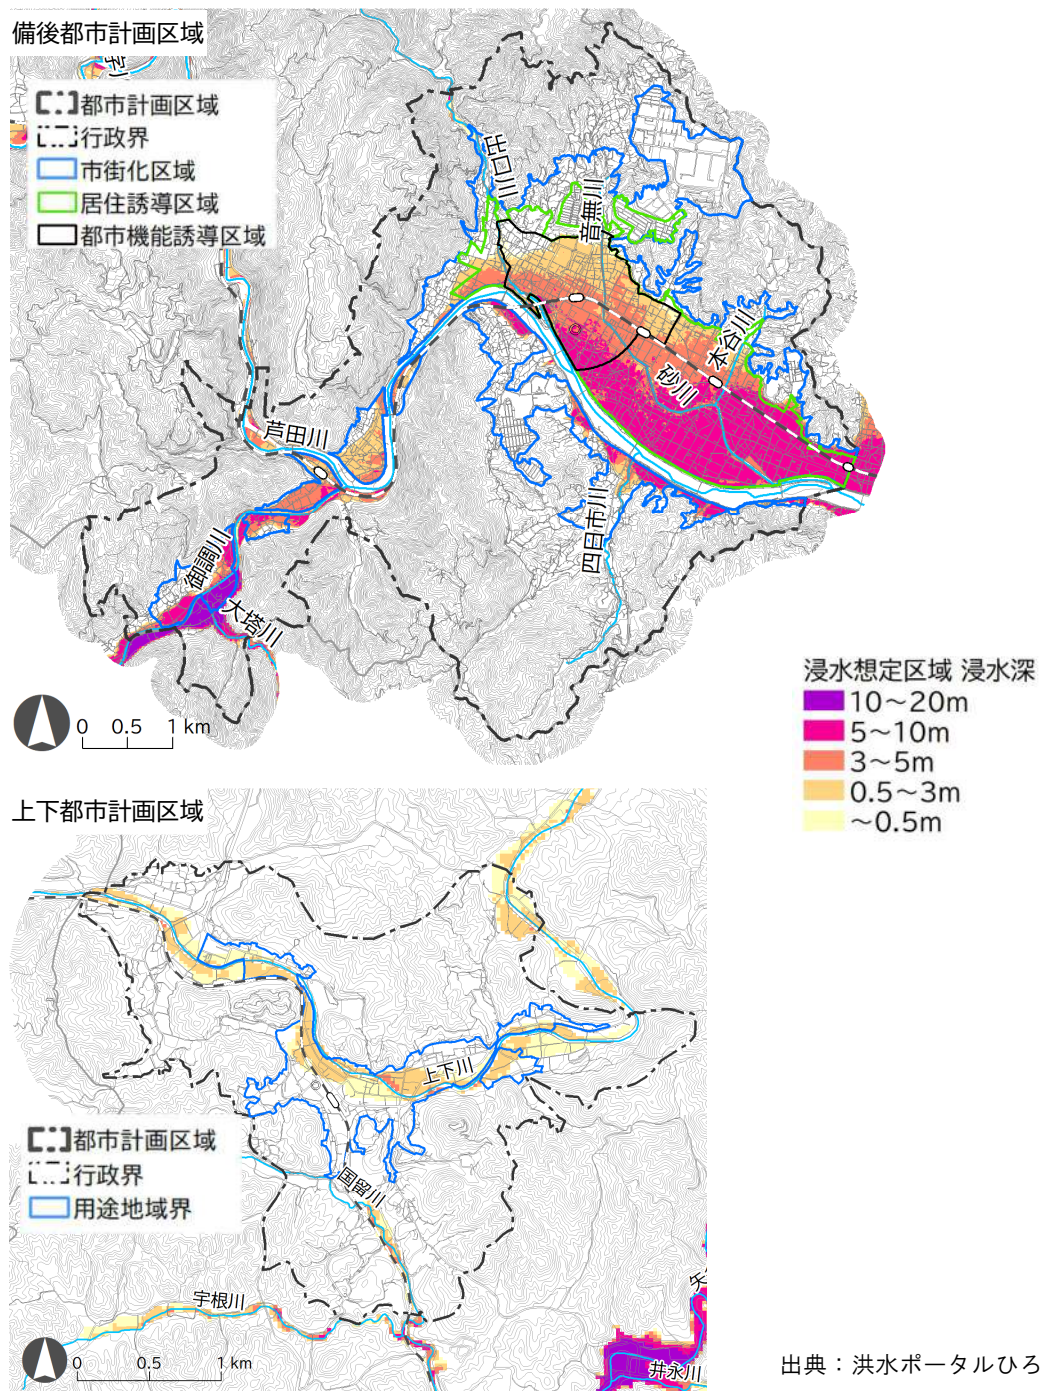 備後都市計画区域
都市計画区域
行政界
市街化区域
居住誘導区域
都市機能誘導区域
出口川
音無川
本谷川
砂川
芦田川
四日市川
御調川
大塔川
0 0.5 1 km
浸水想定区域 浸水深
10～20m
5～10m
3～5m
0.5～3m
～0.5m
上下都市計画区域
上下川
都市計画区域
行政界
用途地域界
国留川
宇根川
矢
井永川
0 0.5 1 km
出典：洪水ポータルひろ